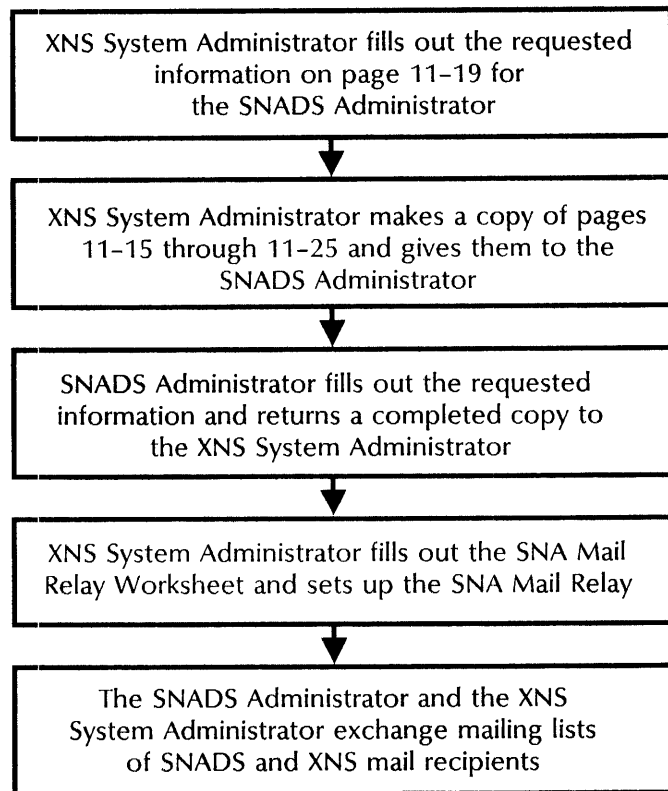 XNS System Administrator fills out the requested
information on page 11–19 for
the SNADS Administrator
XNS System Administrator makes a copy of pages
11–15 through 11–25 and gives them to the
SNADS Administrator
SNADS Administrator fills out the requested
information and returns a completed copy to
the XNS System Administrator
XNS System Administrator fills out the SNA Mail
Relay Worksheet and sets up the SNA Mail Relay
The SNADS Administrator and the XNS
System Administrator exchange mailing lists
of SNADS and XNS mail recipients